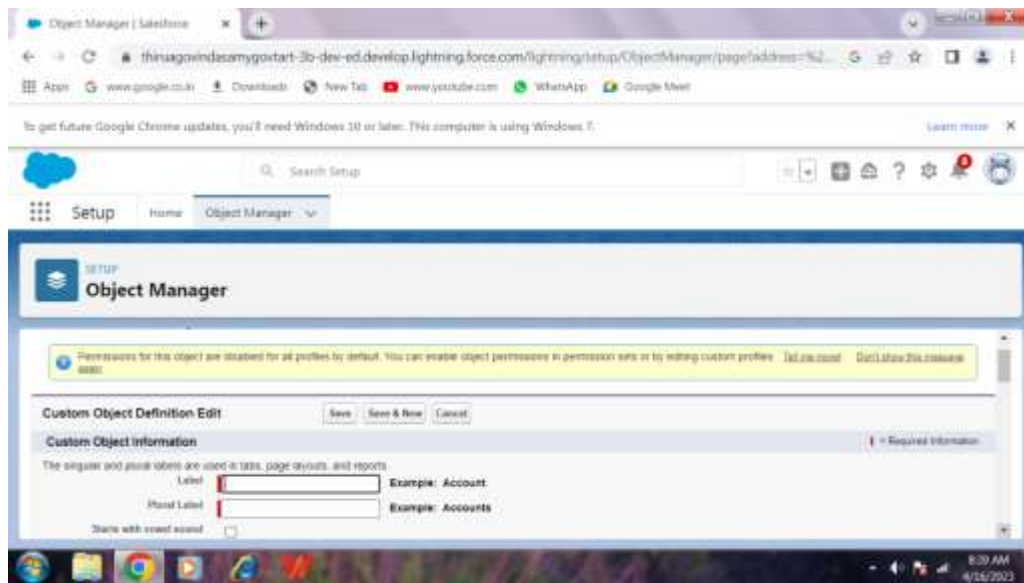 Object Manager | Salesforce
thiruagovindasamygovtart-3b-dev-ed.develop.lightning.force.com/lightning/setup/ObjectManager/page?address=%2...
Apps www.google.co.in Downloads New Tab www.youtube.com WhatsApp Google Meet
To get future Google Chrome updates, you'll need Windows 10 or later. This computer is using Windows 7. Learn more
Search Setup
Setup Home Object Manager
SETUP
Object Manager
Permissions for this object are disabled for all profiles by default. You can enable object permissions in permission sets or by editing custom profiles. Tell me more! Don't show this message
again
Custom Object Definition Edit Save Save & New Cancel
Custom Object Information = Required Information
The singular and plural labels are used in tabs, page layouts, and reports.
Label Example: Account
Plural Label Example: Accounts
Starts with vowel sound
8:39 AM
4/16/2023